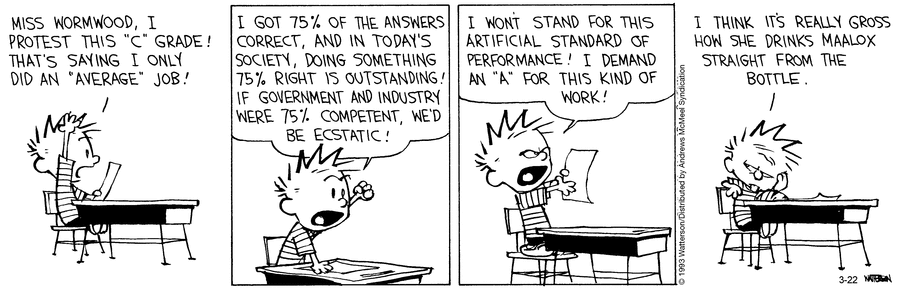 MISS WORMWOOD, I
PROTEST THIS "C" GRADE!
THAT'S SAYING I ONLY
DID AN "AVERAGE" JOB!
I GOT 75% OF THE ANSWERS
CORRECT, AND IN TODAY'S
SOCIETY, DOING SOMETHING
75% RIGHT IS OUTSTANDING!
IF GOVERNMENT AND INDUSTRY
WERE 75% COMPETENT, WE'D
BE ECSTATIC!
I WON'T STAND FOR THIS
ARTIFICIAL STANDARD OF
PERFORMANCE! I DEMAND
AN "A" FOR THIS KIND OF
WORK!
© 1993 Watterson/Distributed by Andrews McMeel Syndication
I THINK IT'S REALLY GROSS
HOW SHE DRINKS MAALOX
STRAIGHT FROM THE
BOTTLE.
3-22 WATTERSON